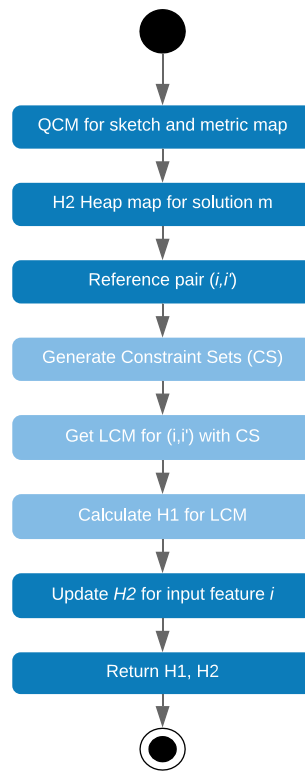 QCM for sketch and metric map
H2 Heap map for solution m
Reference pair (i,i')
Generate Constraint Sets (CS)
Get LCM for (i,i') with CS
Calculate H1 for LCM
Update H2 for input feature i
Return H1, H2